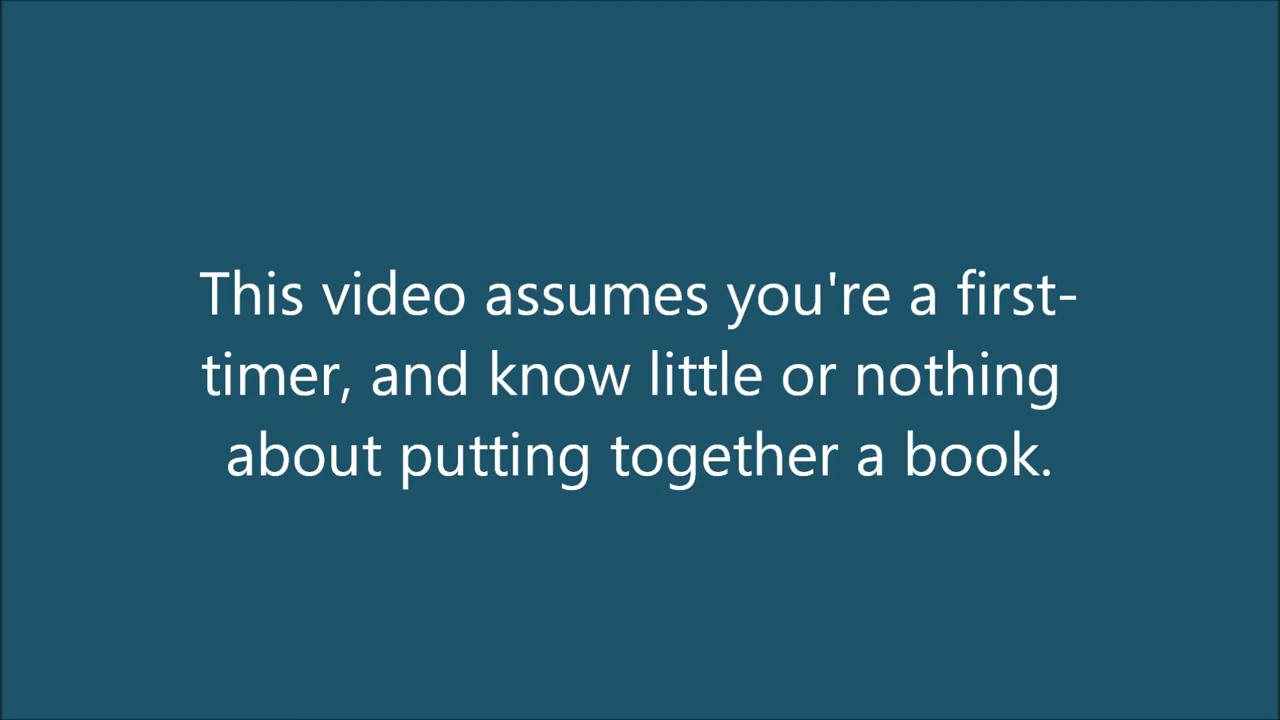 This video assumes you're a first-
timer, and know little or nothing
about putting together a book.